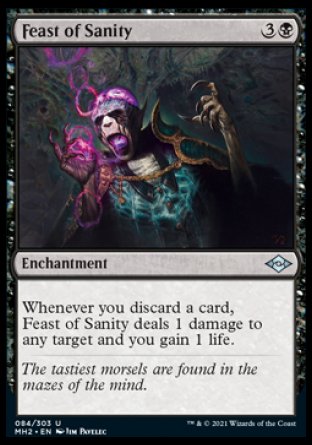 Feast of Sanity 3
Enchantment
Whenever you discard a card,
Feast of Sanity deals 1 damage to
any target and you gain 1 life.
The tastiest morsels are found in the
mazes of the mind.
084/303 U
MH2 • EN JIM PAVELEC ™ & © 2021 Wizards of the Coast